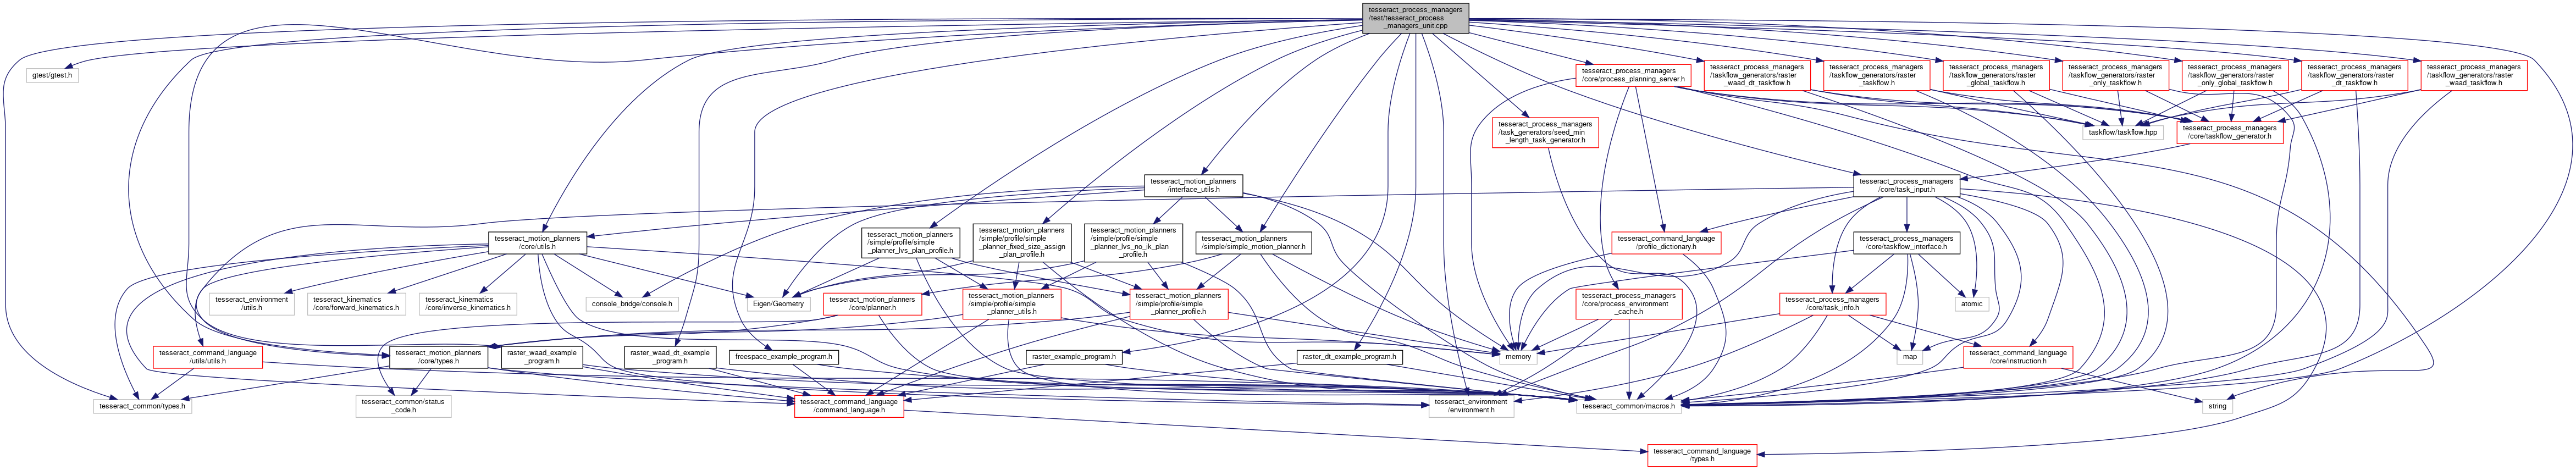 tesseract_process_managers
/test/tesseract_process
_managers_unit.cpp
gtest/gtest.h
tesseract_process_managers
/core/process_planning_server.h
tesseract_process_managers
/taskflow_generators/raster
_waad_dt_taskflow.h
tesseract_process_managers
/taskflow_generators/raster
_taskflow.h
tesseract_process_managers
/taskflow_generators/raster
_global_taskflow.h
tesseract_process_managers
/taskflow_generators/raster
_only_taskflow.h
tesseract_process_managers
/taskflow_generators/raster
_only_global_taskflow.h
tesseract_process_managers
/taskflow_generators/raster
_dt_taskflow.h
tesseract_process_managers
/taskflow_generators/raster
_waad_taskflow.h
tesseract_process_managers
/task_generators/seed_min
_length_task_generator.h
taskflow/taskflow.hpp
tesseract_process_managers
/core/taskflow_generator.h
tesseract_motion_planners
/interface_utils.h
tesseract_process_managers
/core/task_input.h
tesseract_motion_planners
/core/utils.h
tesseract_motion_planners
/simple/profile/simple
_planner_lvs_plan_profile.h
tesseract_motion_planners
/simple/profile/simple
_planner_fixed_size_assign
_plan_profile.h
tesseract_motion_planners
/simple/profile/simple
_planner_lvs_no_ik_plan
_profile.h
tesseract_motion_planners
/simple/simple_motion_planner.h
tesseract_command_language
/profile_dictionary.h
tesseract_process_managers
/core/taskflow_interface.h
tesseract_environment
/utils.h
tesseract_kinematics
/core/forward_kinematics.h
tesseract_kinematics
/core/inverse_kinematics.h
console_bridge/console.h
Eigen/Geometry
tesseract_motion_planners
/core/planner.h
tesseract_motion_planners
/simple/profile/simple
_planner_utils.h
tesseract_motion_planners
/simple/profile/simple
_planner_profile.h
tesseract_process_managers
/core/process_environment
_cache.h
tesseract_process_managers
/core/task_info.h
atomic
tesseract_command_language
/utils/utils.h
tesseract_motion_planners
/core/types.h
raster_waad_example
_program.h
raster_waad_dt_example
_program.h
freespace_example_program.h
raster_example_program.h
raster_dt_example_program.h
memory
map
tesseract_command_language
/core/instruction.h
tesseract_common/types.h
tesseract_common/status
_code.h
tesseract_command_language
/command_language.h
tesseract_environment
/environment.h
tesseract_common/macros.h
string
tesseract_command_language
/types.h